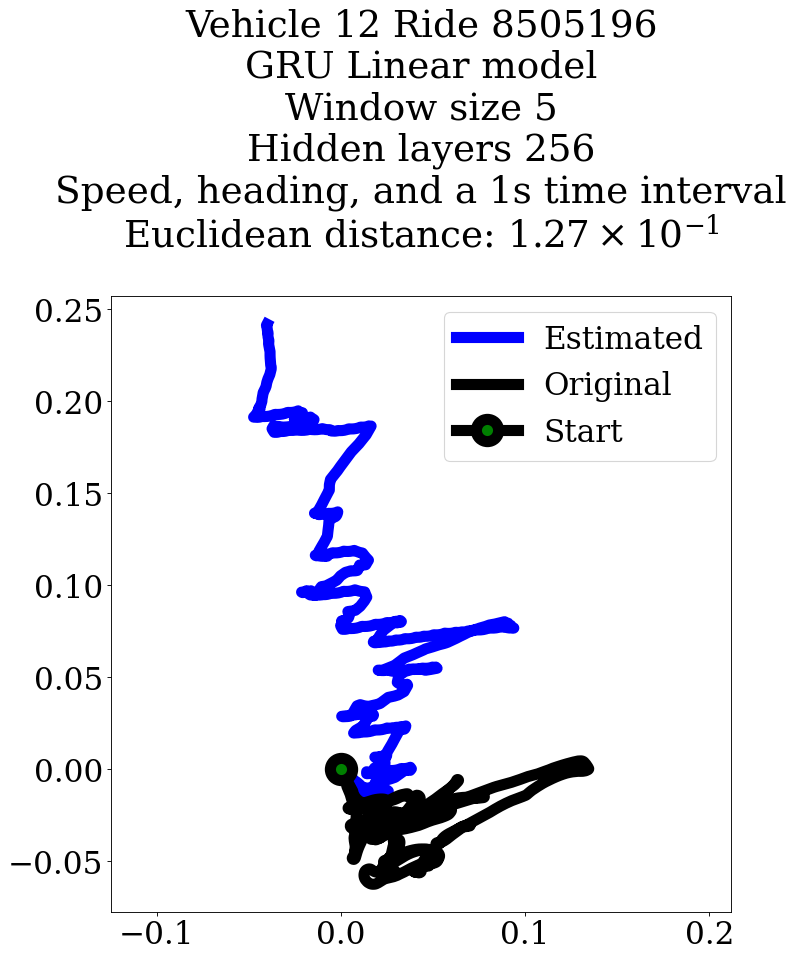 Vehicle 12 Ride 8505196
GRU Linear model
Window size 5
Hidden layers 256
Speed, heading, and a 1s time interval
Euclidean distance: 1.27 × 10⁻¹
0.25
0.20
0.15
0.10
0.05
0.00
−0.05
Estimated
Original
Start
−0.1
0.0
0.1
0.2